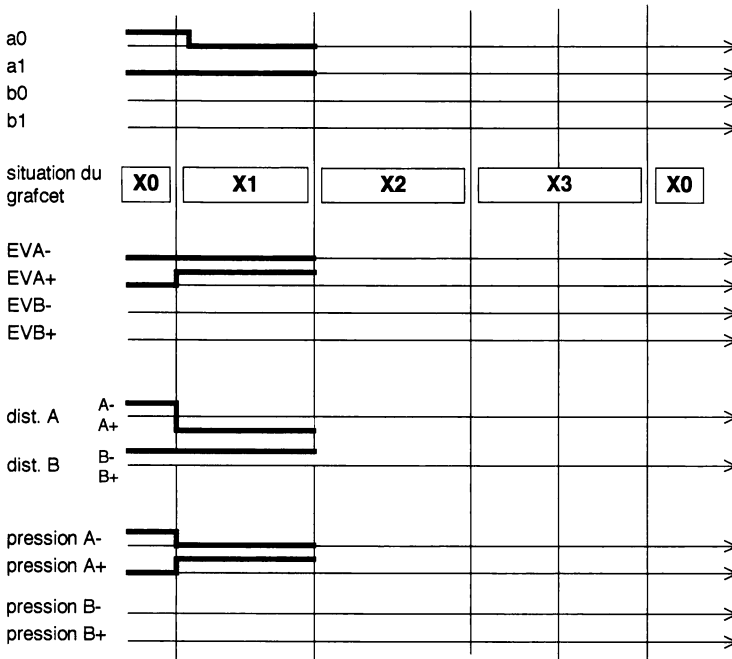 a0
a1
b0
b1
situation du
grafcet
X0 X1 X2 X3 X0
EVA-
EVA+
EVB-
EVB+
dist. A A-
A+
dist. B B-
B+
pression A-
pression A+
pression B-
pression B+